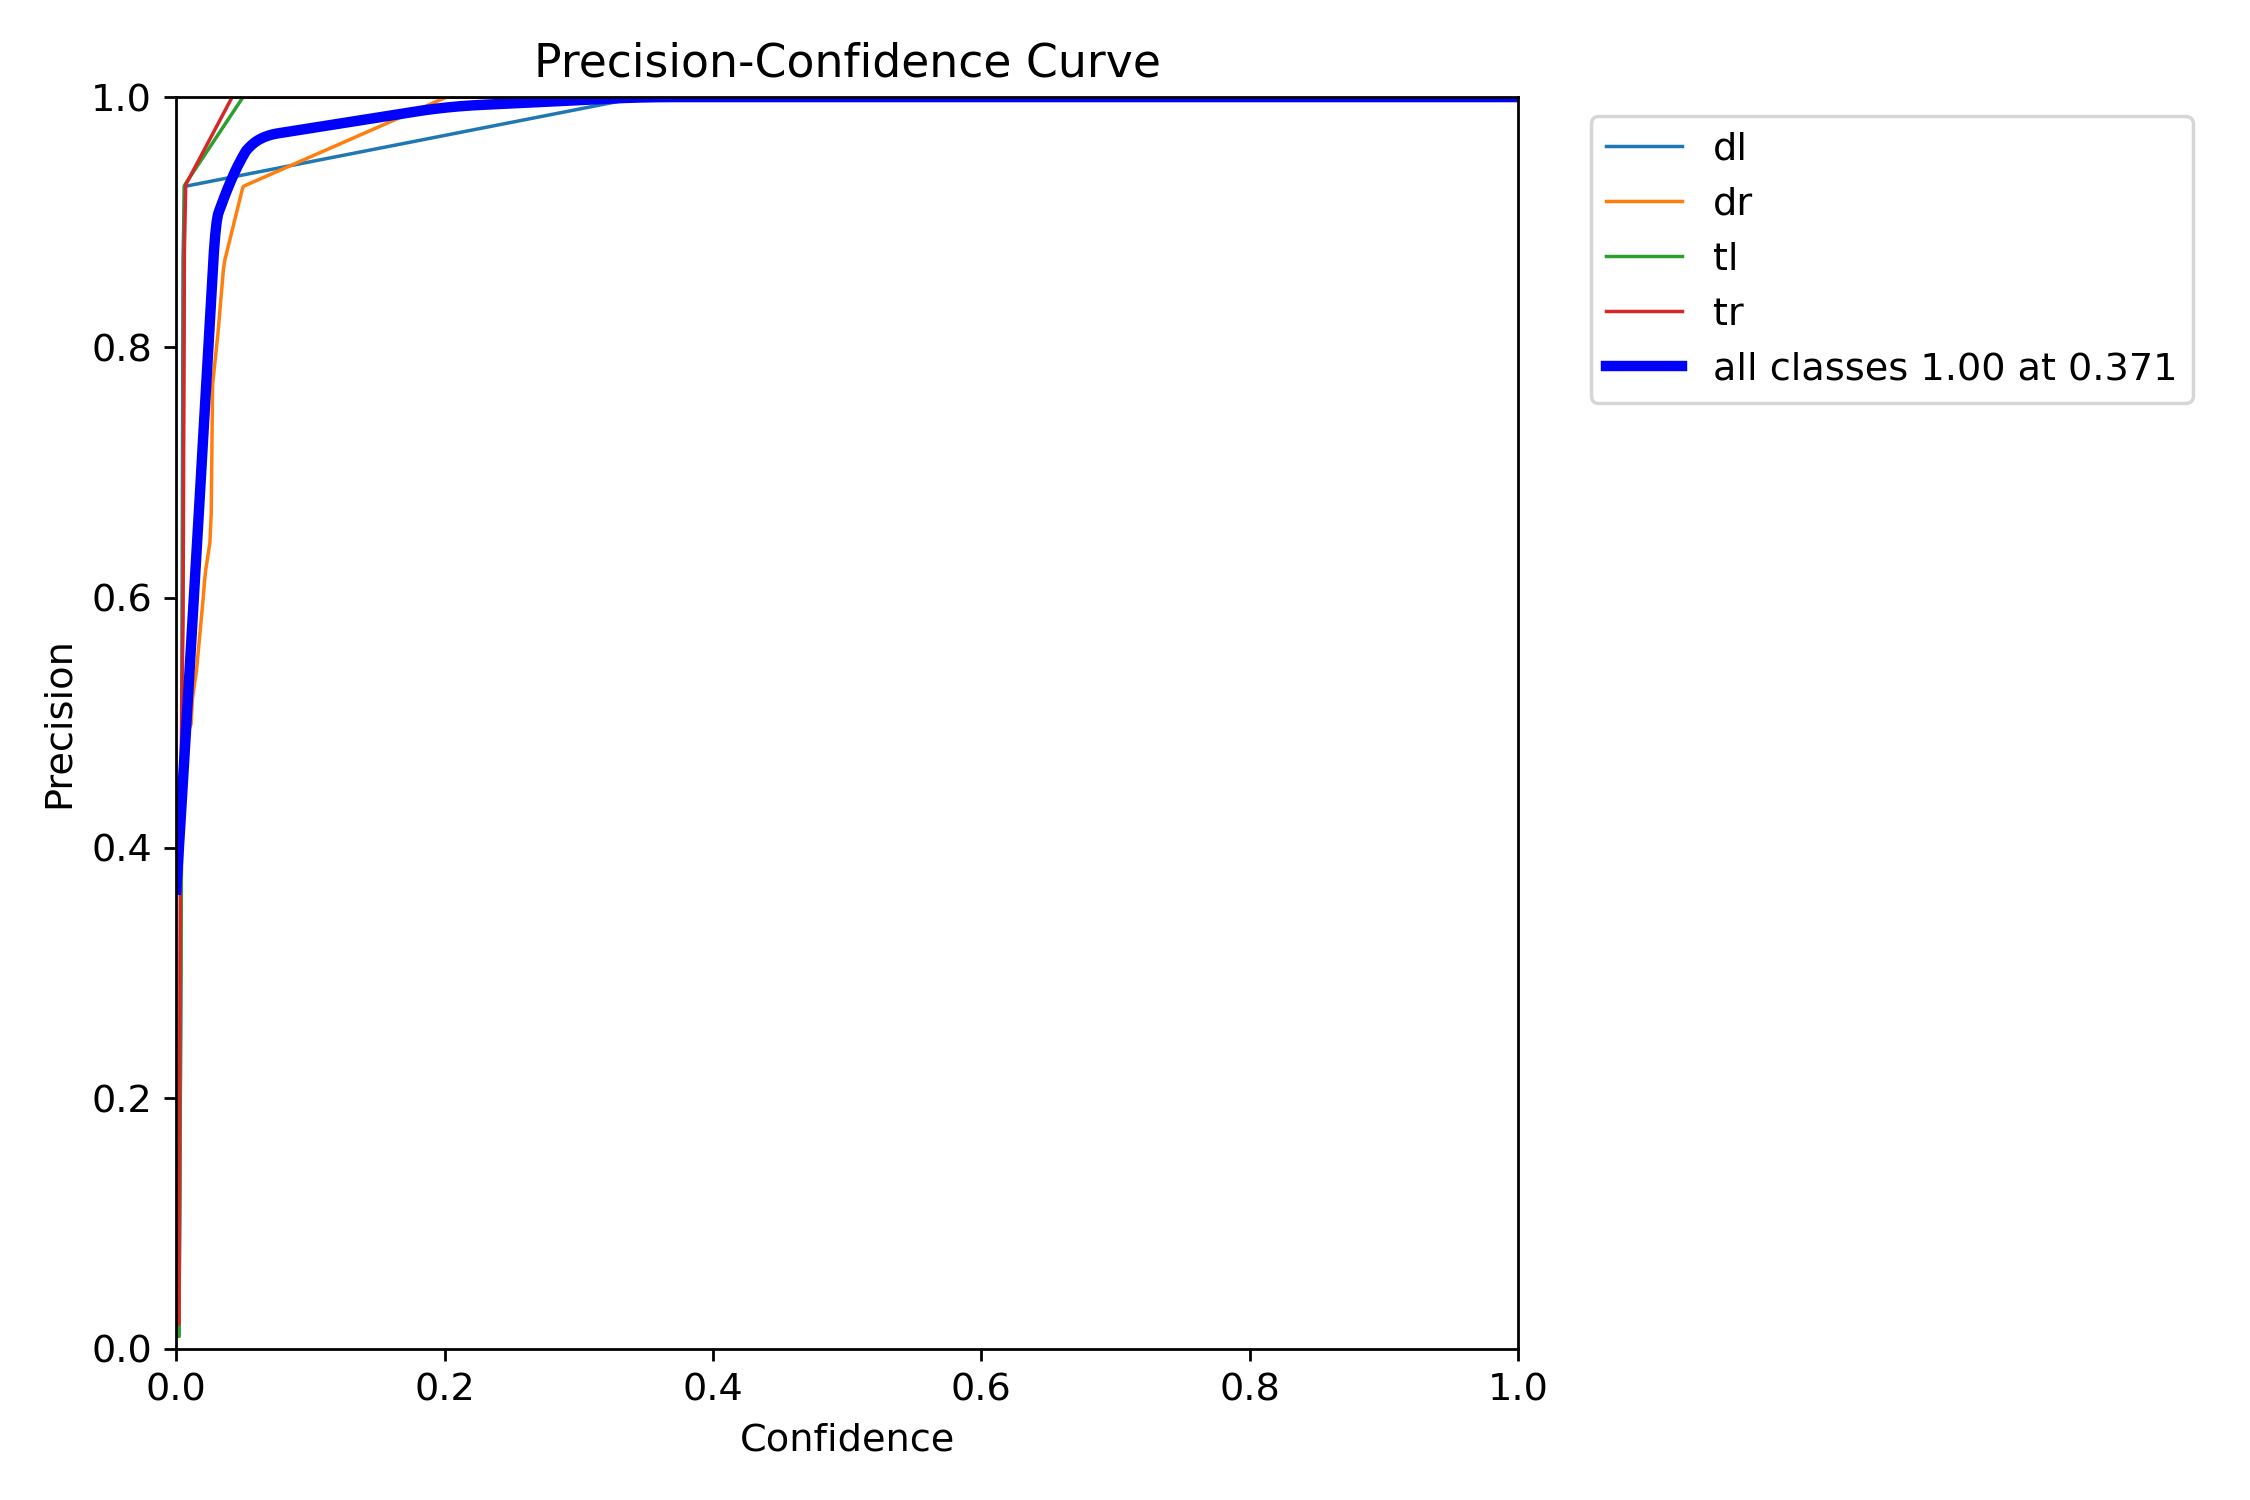 Precision-Confidence Curve
1.0
0.8
0.6
0.4
0.2
0.0
Precision
0.0 0.2 0.4 0.6 0.8 1.0
Confidence
dl
dr
tl
tr
all classes 1.00 at 0.371